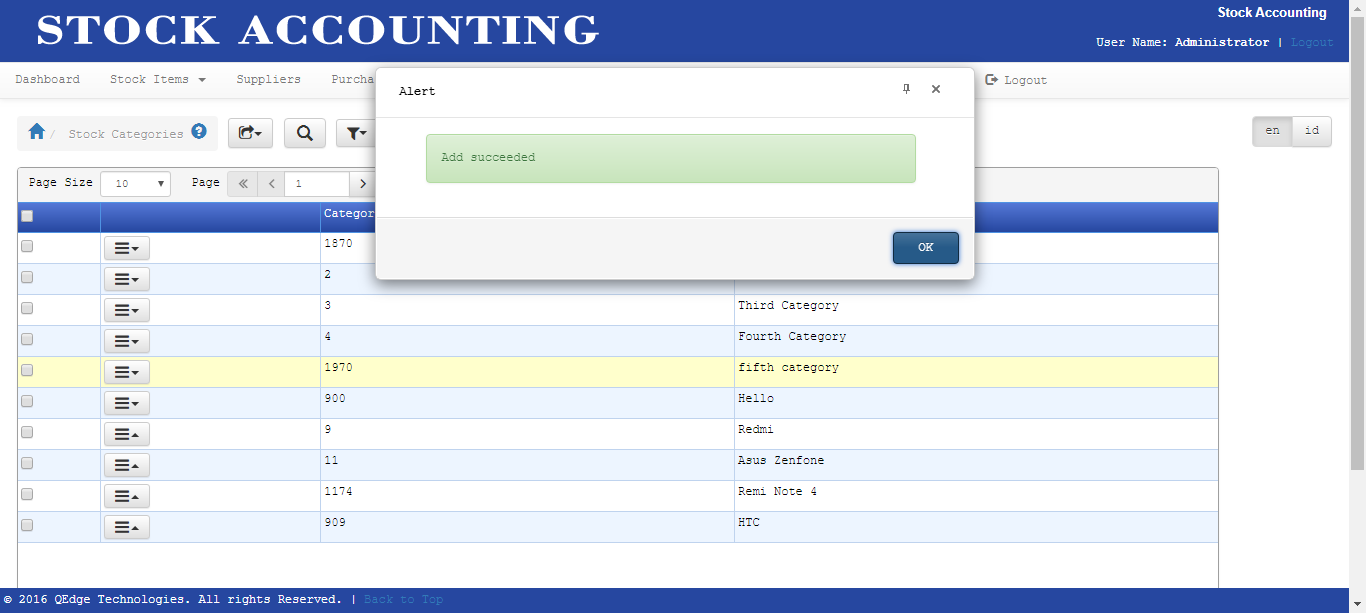 STOCK ACCOUNTING
Stock Accounting
User Name: Administrator | Logout
Dashboard Stock Items Suppliers Purcha Logout
Alert
Stock Categories
en id
Add succeeded
Page Size 10 Page 1
Categor
OK
1870
2
3 Third Category
4 Fourth Category
1970 fifth category
900 Hello
9 Redmi
11 Asus Zenfone
1174 Remi Note 4
909 HTC
© 2016 QEdge Technologies. All rights Reserved. | Back to Top